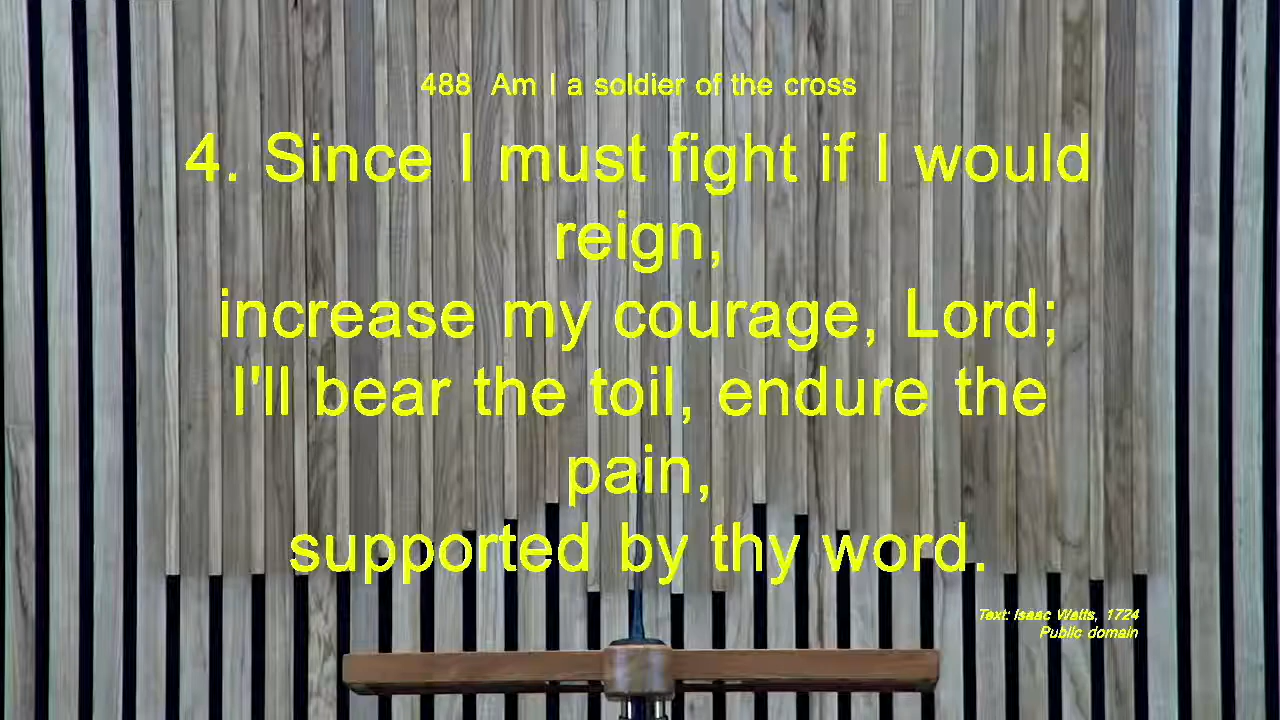 488 Am I a soldier of the cross
4. Since I must fight if I would
reign,
increase my courage, Lord;
I'll bear the toil, endure the
pain,
supported by thy word.
Text: Isaac Watts, 1724
Public domain